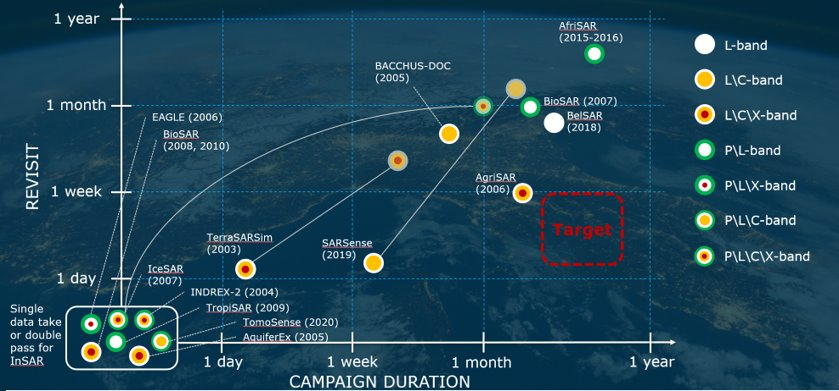 1 year
1 month
1 week
1 day
REVISIT
AfriSAR
(2015-2016)
BACCHUS-DOC
(2005)
BioSAR (2007)
BelSAR
(2018)
EAGLE (2006)
BioSAR
(2008, 2010)
AgriSAR
(2006)
Target
TerraSARSim
(2003)
SARSense
(2019)
IceSAR
(2007)
INDREX-2 (2004)
TropiSAR (2009)
TomoSense (2020)
AquiferEx (2005)
Single
data take
or double
pass for
InSAR
1 day
1 week
1 month
1 year
CAMPAIGN DURATION
L-band
L\C-band
L\C\X-band
P\L-band
P\L\X-band
P\L\C-band
P\L\C\X-band